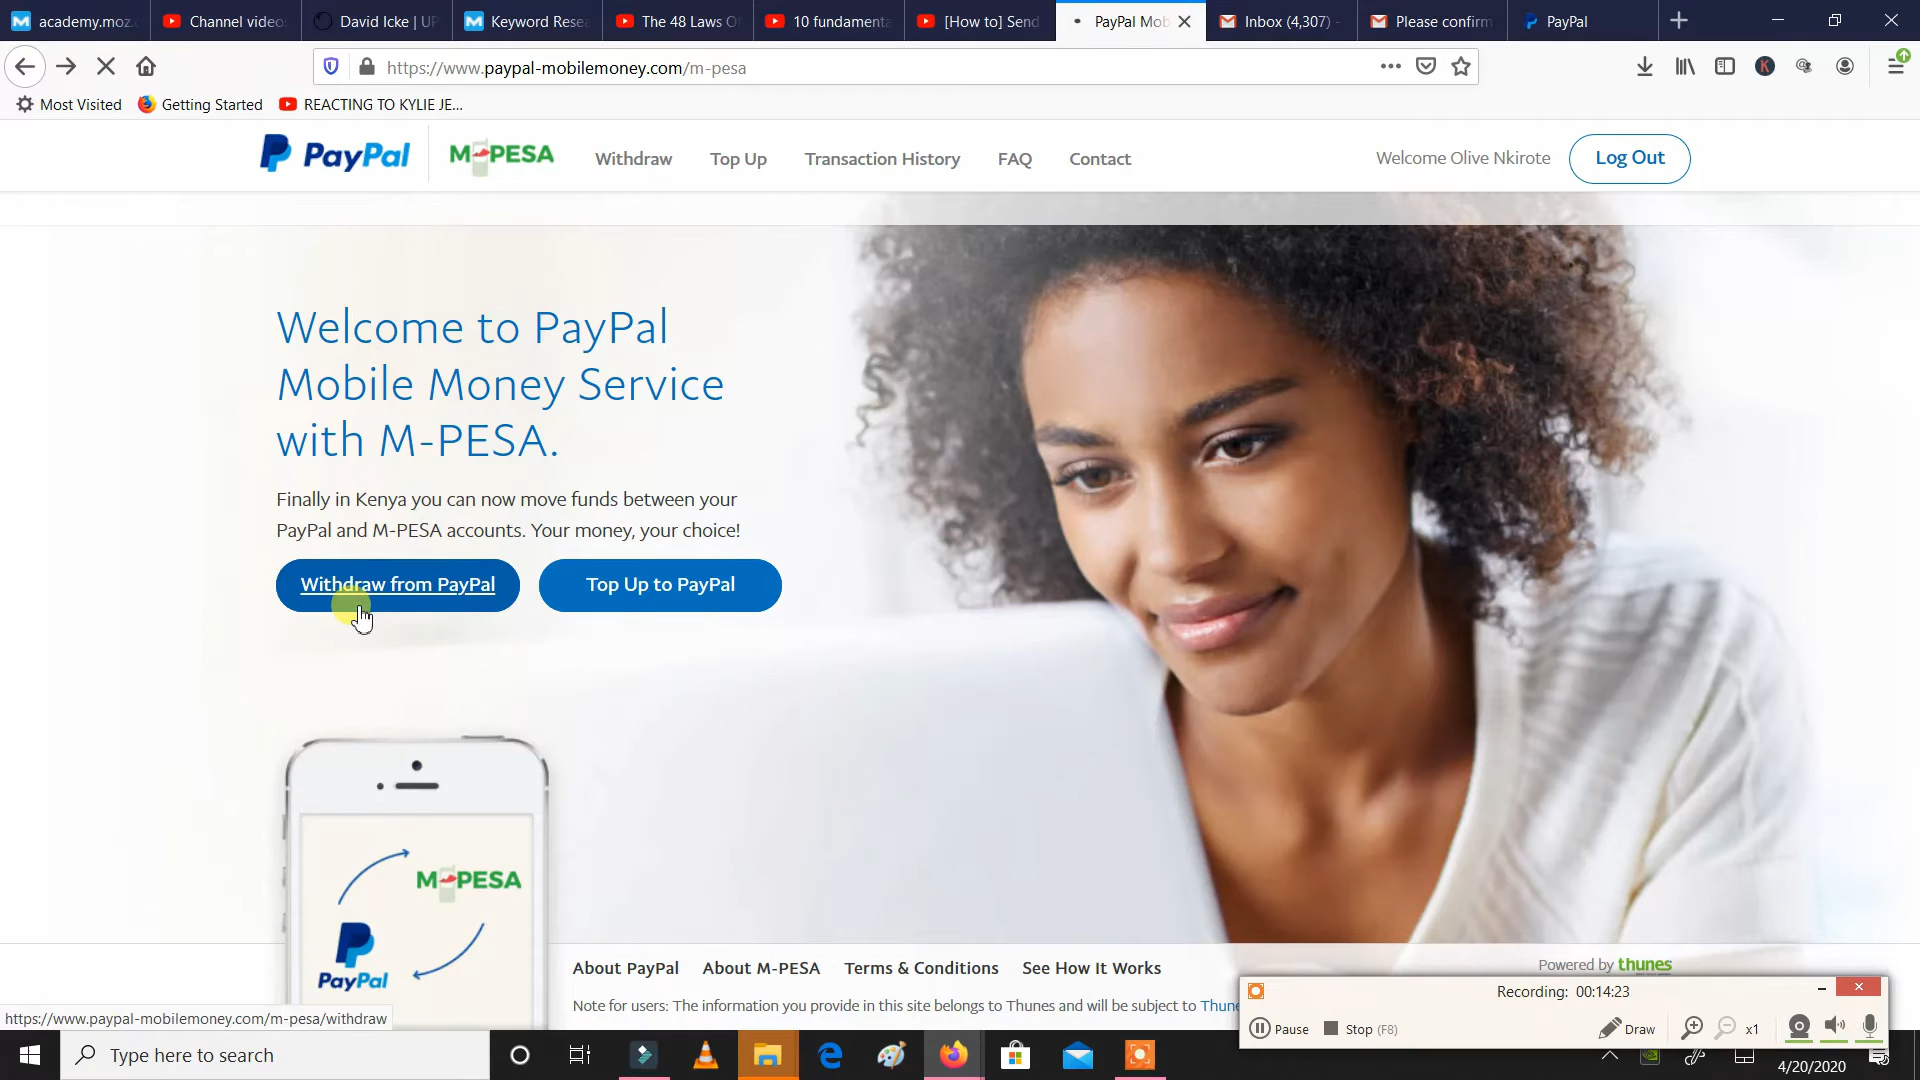 academy.moz.
Channel videos
David Icke | UP
Keyword Resea
The 48 Laws O
10 fundamenta
[How to] Send
PayPal Mob
Inbox (4,307) -
Please confirm
PayPal
https://www.paypal-mobilemoney.com/m-pesa
Most Visited
Getting Started
REACTING TO KYLIE JE...
PayPal
M-PESA
Withdraw
Top Up
Transaction History
FAQ
Contact
Welcome Olive Nkirote
Log Out
Welcome to PayPal
Mobile Money Service
with M-PESA.
Finally in Kenya you can now move funds between your
PayPal and M-PESA accounts. Your money, your choice!
Withdraw from PayPal
Top Up to PayPal
M-PESA
PayPal
About PayPal
About M-PESA
Terms & Conditions
See How It Works
Powered by thunes
Note for users: The information you provide in this site belongs to Thunes and will be subject to Thune
https://www.paypal-mobilemoney.com/m-pesa/withdraw
Recording: 00:14:23
Pause
Stop (F8)
Draw
x1
Type here to search
4/20/2020